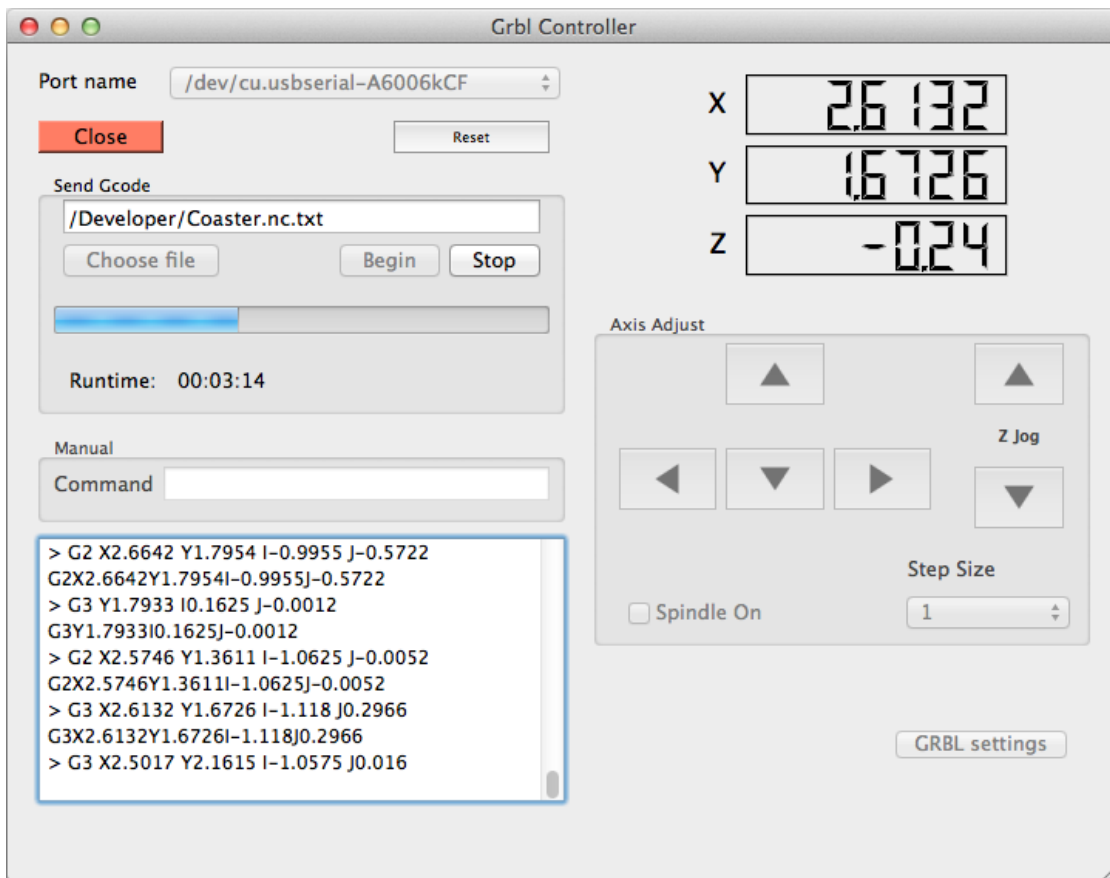 Grbl Controller
Port name /dev/cu.usbserial-A6006kCF
Close Reset
Send Gcode
/Developer/Coaster.nc.txt
Choose file Begin Stop
Runtime: 00:03:14
Manual
Command
> G2 X2.6642 Y1.7954 I-0.9955 J-0.5722
G2X2.6642Y1.7954I-0.9955J-0.5722
> G3 Y1.7933 I0.1625 J-0.0012
G3Y1.7933I0.1625J-0.0012
> G2 X2.5746 Y1.3611 I-1.0625 J-0.0052
G2X2.5746Y1.3611I-1.0625J-0.0052
> G3 X2.6132 Y1.6726 I-1.118 J0.2966
G3X2.6132Y1.6726I-1.118J0.2966
> G3 X2.5017 Y2.1615 I-1.0575 J0.016
X 2.6132
Y 1.6726
Z -0.24
Axis Adjust
Z Jog
Step Size
Spindle On 1
GRBL settings